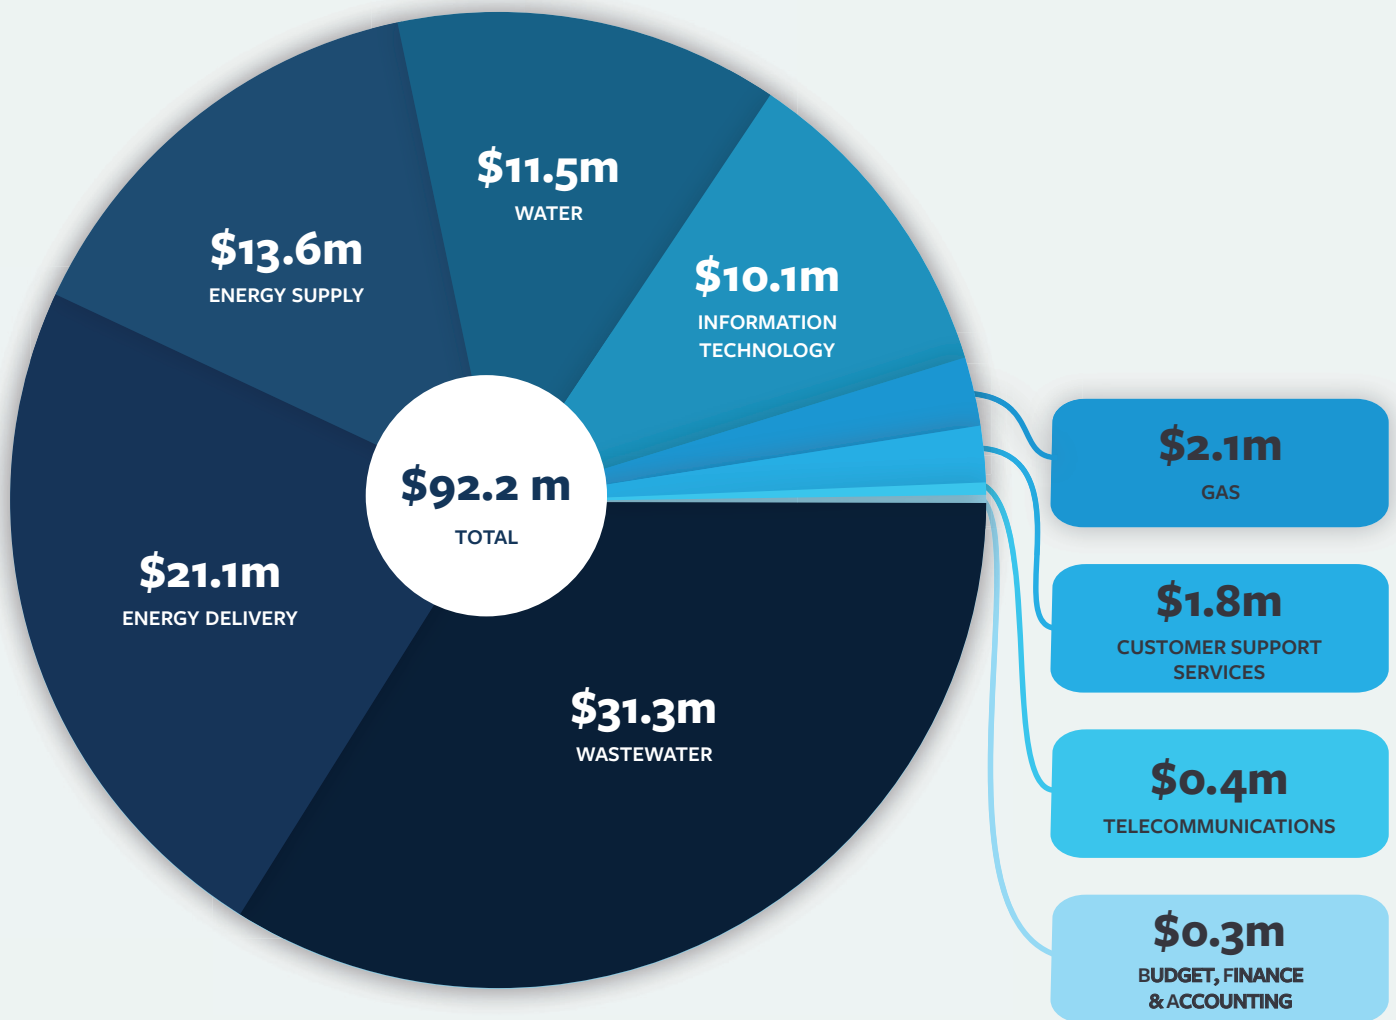 $11.5m
WATER
$13.6m
ENERGY SUPPLY
$10.1m
INFORMATION
TECHNOLOGY
$92.2 m
TOTAL
$21.1m
ENERGY DELIVERY
$31.3m
WASTEWATER
$2.1m
GAS
$1.8m
CUSTOMER SUPPORT
SERVICES
$0.4m
TELECOMMUNICATIONS
$0.3m
BUDGET, FINANCE
& ACCOUNTING